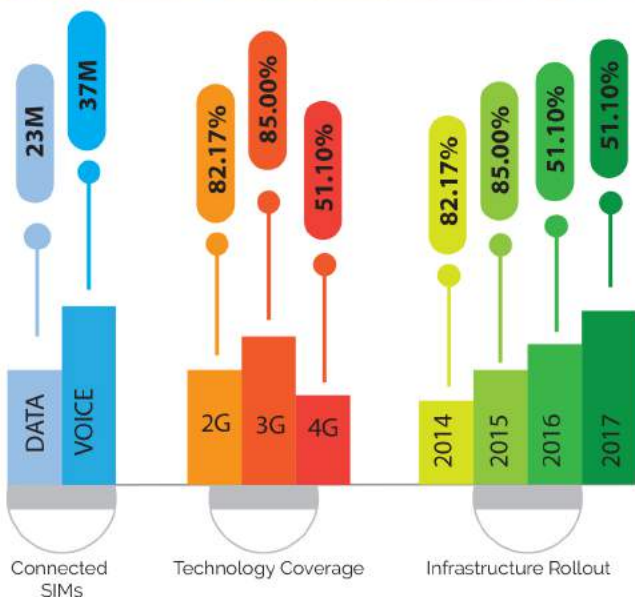 23M
37M
82.17%
85.00%
51.10%
82.17%
85.00%
51.10%
51.10%
DATA
VOICE
2G
3G
4G
2014
2015
2016
2017
Connected
SIMs
Technology Coverage
Infrastructure Rollout